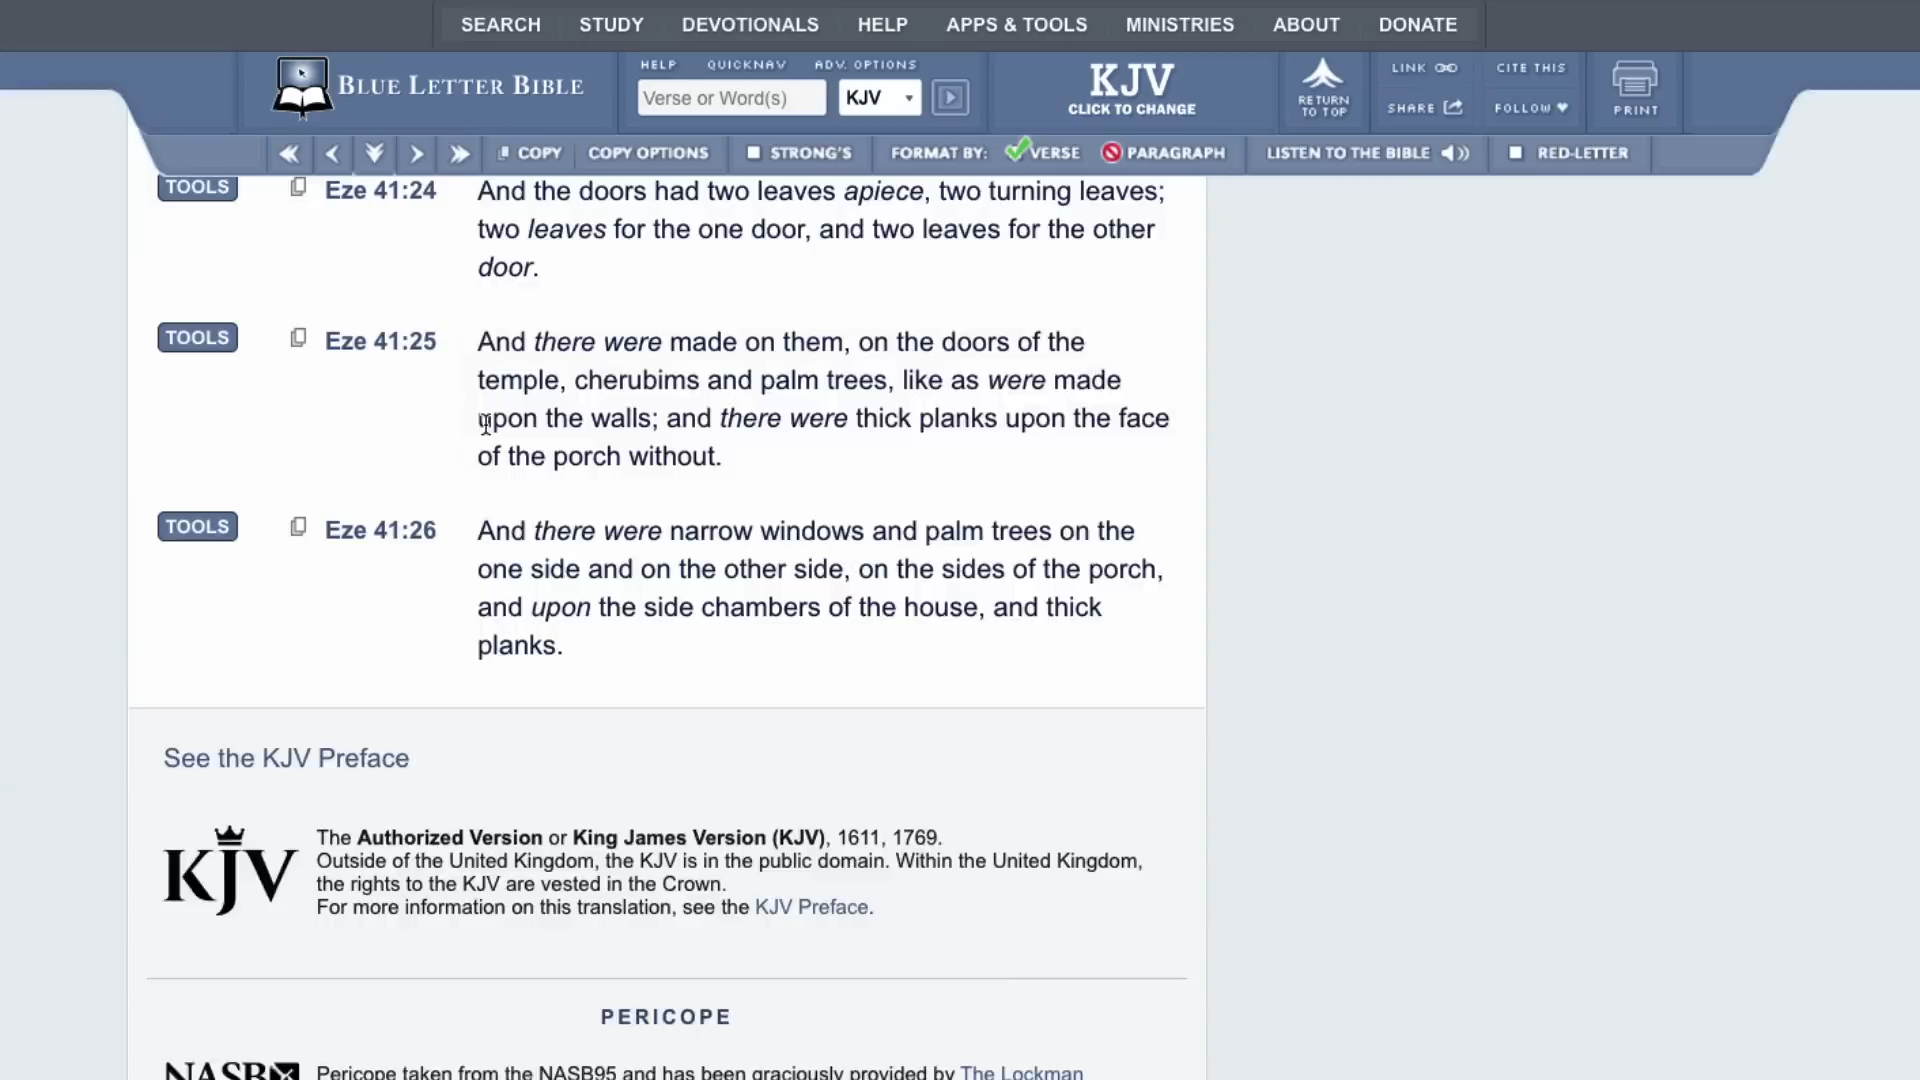 SEARCH STUDY DEVOTIONALS HELP APPS & TOOLS MINISTRIES ABOUT DONATE
BLUE LETTER BIBLE
HELP QUICKNAV ADV. OPTIONS
Verse or Word(s) KJV
KJV
CLICK TO CHANGE
RETURN
TO TOP
LINK CITE THIS
SHARE FOLLOW
PRINT
COPY COPY OPTIONS STRONG'S FORMAT BY: VERSE PARAGRAPH LISTEN TO THE BIBLE RED-LETTER
TOOLS Eze 41:24 And the doors had two leaves apiece, two turning leaves;
two leaves for the one door, and two leaves for the other
door.
TOOLS Eze 41:25 And there were made on them, on the doors of the
temple, cherubims and palm trees, like as were made
upon the walls; and there were thick planks upon the face
of the porch without.
TOOLS Eze 41:26 And there were narrow windows and palm trees on the
one side and on the other side, on the sides of the porch,
and upon the side chambers of the house, and thick
planks.
See the KJV Preface
KJV
The Authorized Version or King James Version (KJV), 1611, 1769.
Outside of the United Kingdom, the KJV is in the public domain. Within the United Kingdom,
the rights to the KJV are vested in the Crown.
For more information on this translation, see the KJV Preface.
PERICOPE
NASB
Pericope taken from the NASB95 and has been graciously provided by The Lockman